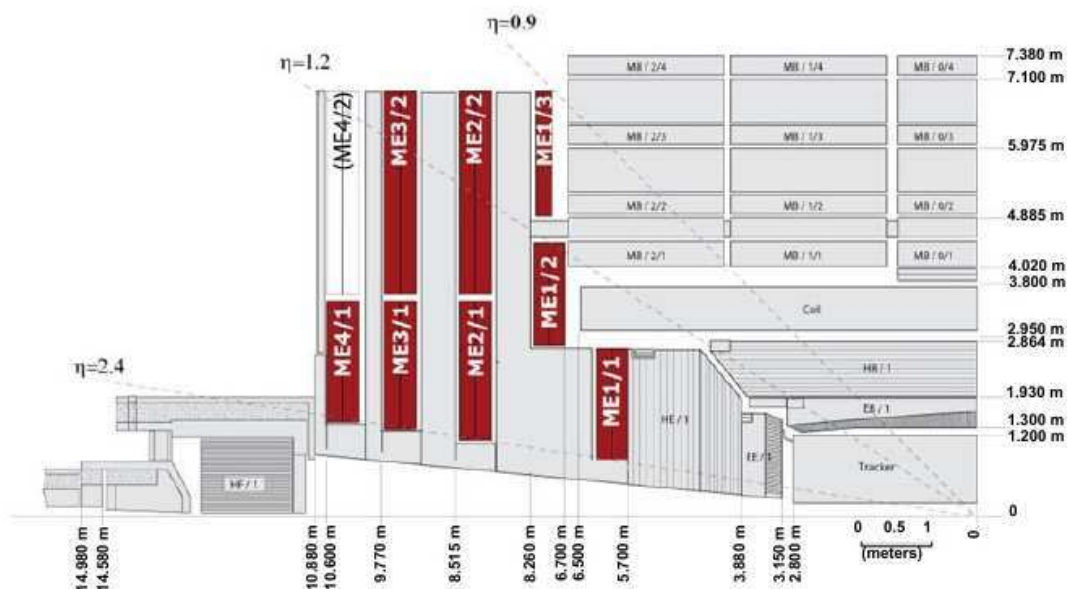 η=0.9
η=1.2
η=2.4
(ME4/2)
ME3/2
ME2/2
ME1/3
ME4/1
ME3/1
ME2/1
ME1/2
ME1/1
MB / 2/4
MB / 1/4
MB / 0/4
MB / 2/3
MB / 1/3
MB / 0/3
MB / 2/2
MB / 1/2
MB / 0/2
MB / 2/1
MB / 1/1
MB / 0/1
Coil
HB / 1
HE / 1
EB / 1
EE / 1
Tracker
HF / 1
7.380 m
7.100 m
5.975 m
4.885 m
4.020 m
3.800 m
2.950 m
2.864 m
1.930 m
1.300 m
1.200 m
0
0 0.5 1
(meters)
14.980 m
14.580 m
10.880 m
10.600 m
9.770 m
8.515 m
8.260 m
6.700 m
6.500 m
5.700 m
3.880 m
3.150 m
2.800 m
0